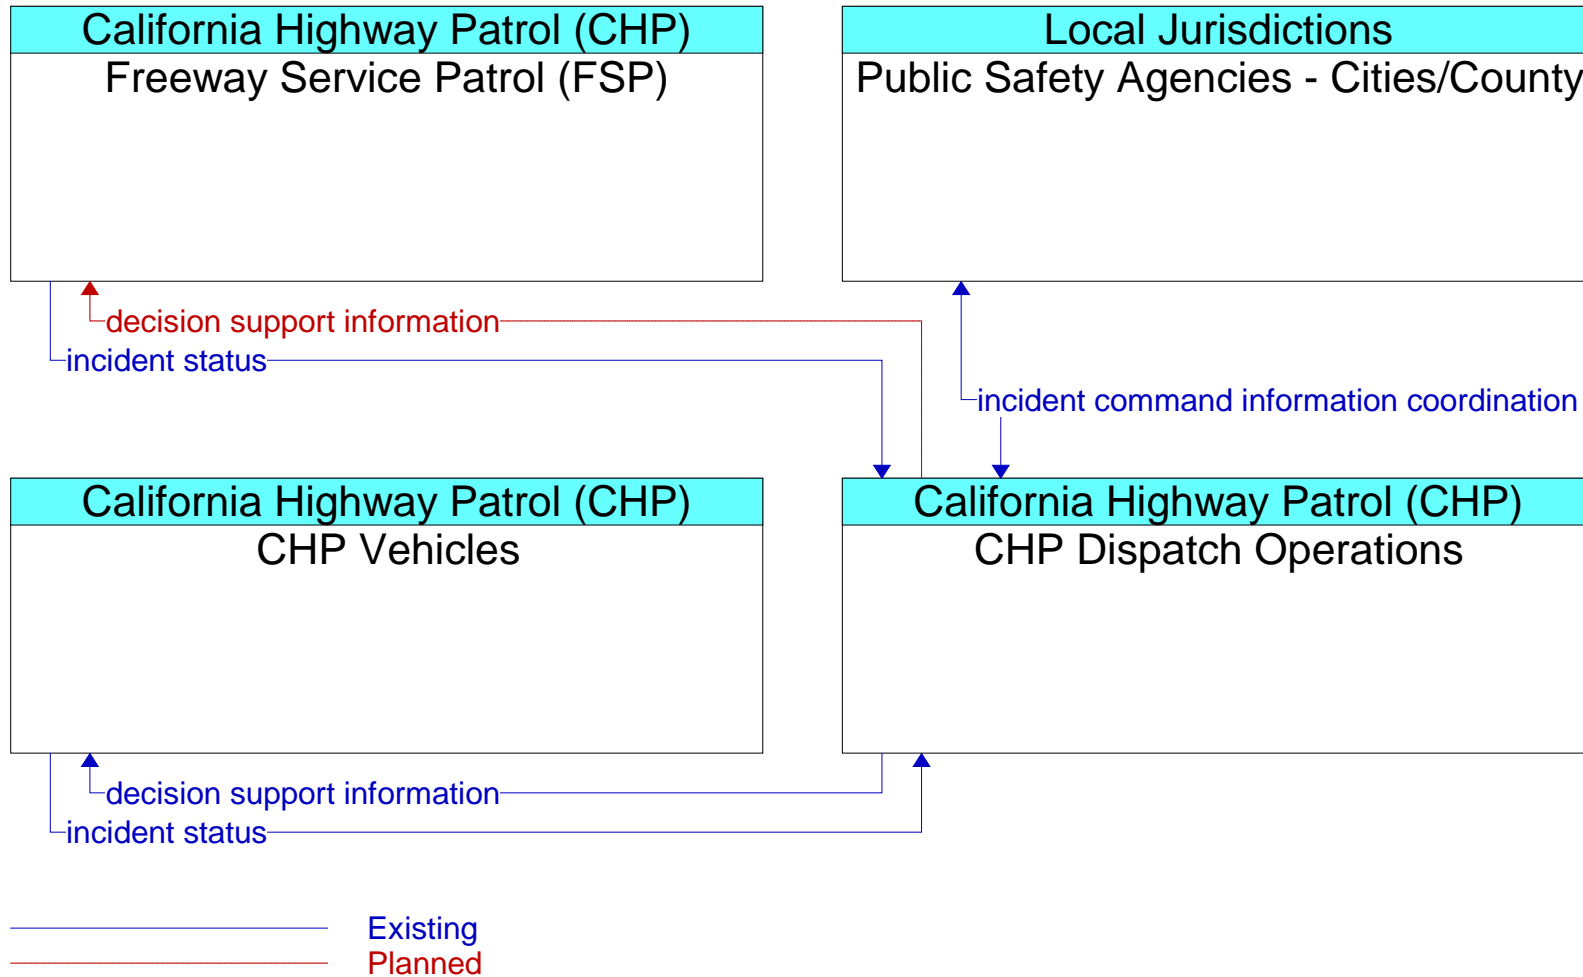 California Highway Patrol (CHP)
Freeway Service Patrol (FSP)
Local Jurisdictions
Public Safety Agencies - Cities/County
decision support information
incident status
incident command information coordination
California Highway Patrol (CHP)
CHP Vehicles
California Highway Patrol (CHP)
CHP Dispatch Operations
decision support information
incident status
Existing
Planned